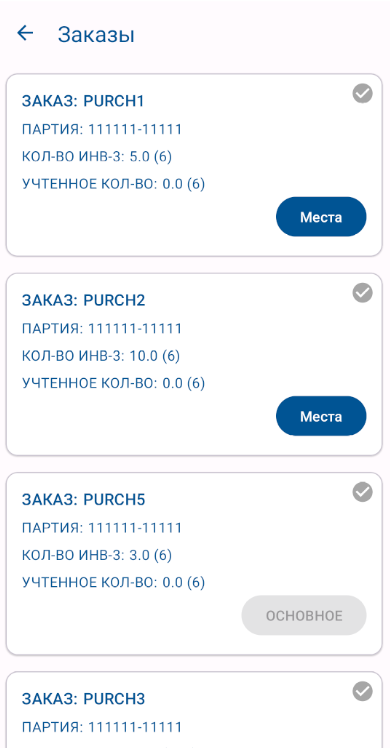 Заказы
ЗАКАЗ: PURCH1
ПАРТИЯ: 111111-11111
КОЛ-ВО ИНВ-З: 5.0 (6)
УЧТЕННОЕ КОЛ-ВО: 0.0 (6)
Места
ЗАКАЗ: PURCH2
ПАРТИЯ: 111111-11111
КОЛ-ВО ИНВ-З: 10.0 (6)
УЧТЕННОЕ КОЛ-ВО: 0.0 (6)
Места
ЗАКАЗ: PURCH5
ПАРТИЯ: 111111-11111
КОЛ-ВО ИНВ-З: 3.0 (6)
УЧТЕННОЕ КОЛ-ВО: 0.0 (6)
ОСНОВНОЕ
ЗАКАЗ: PURCH3
ПАРТИЯ: 111111-11111